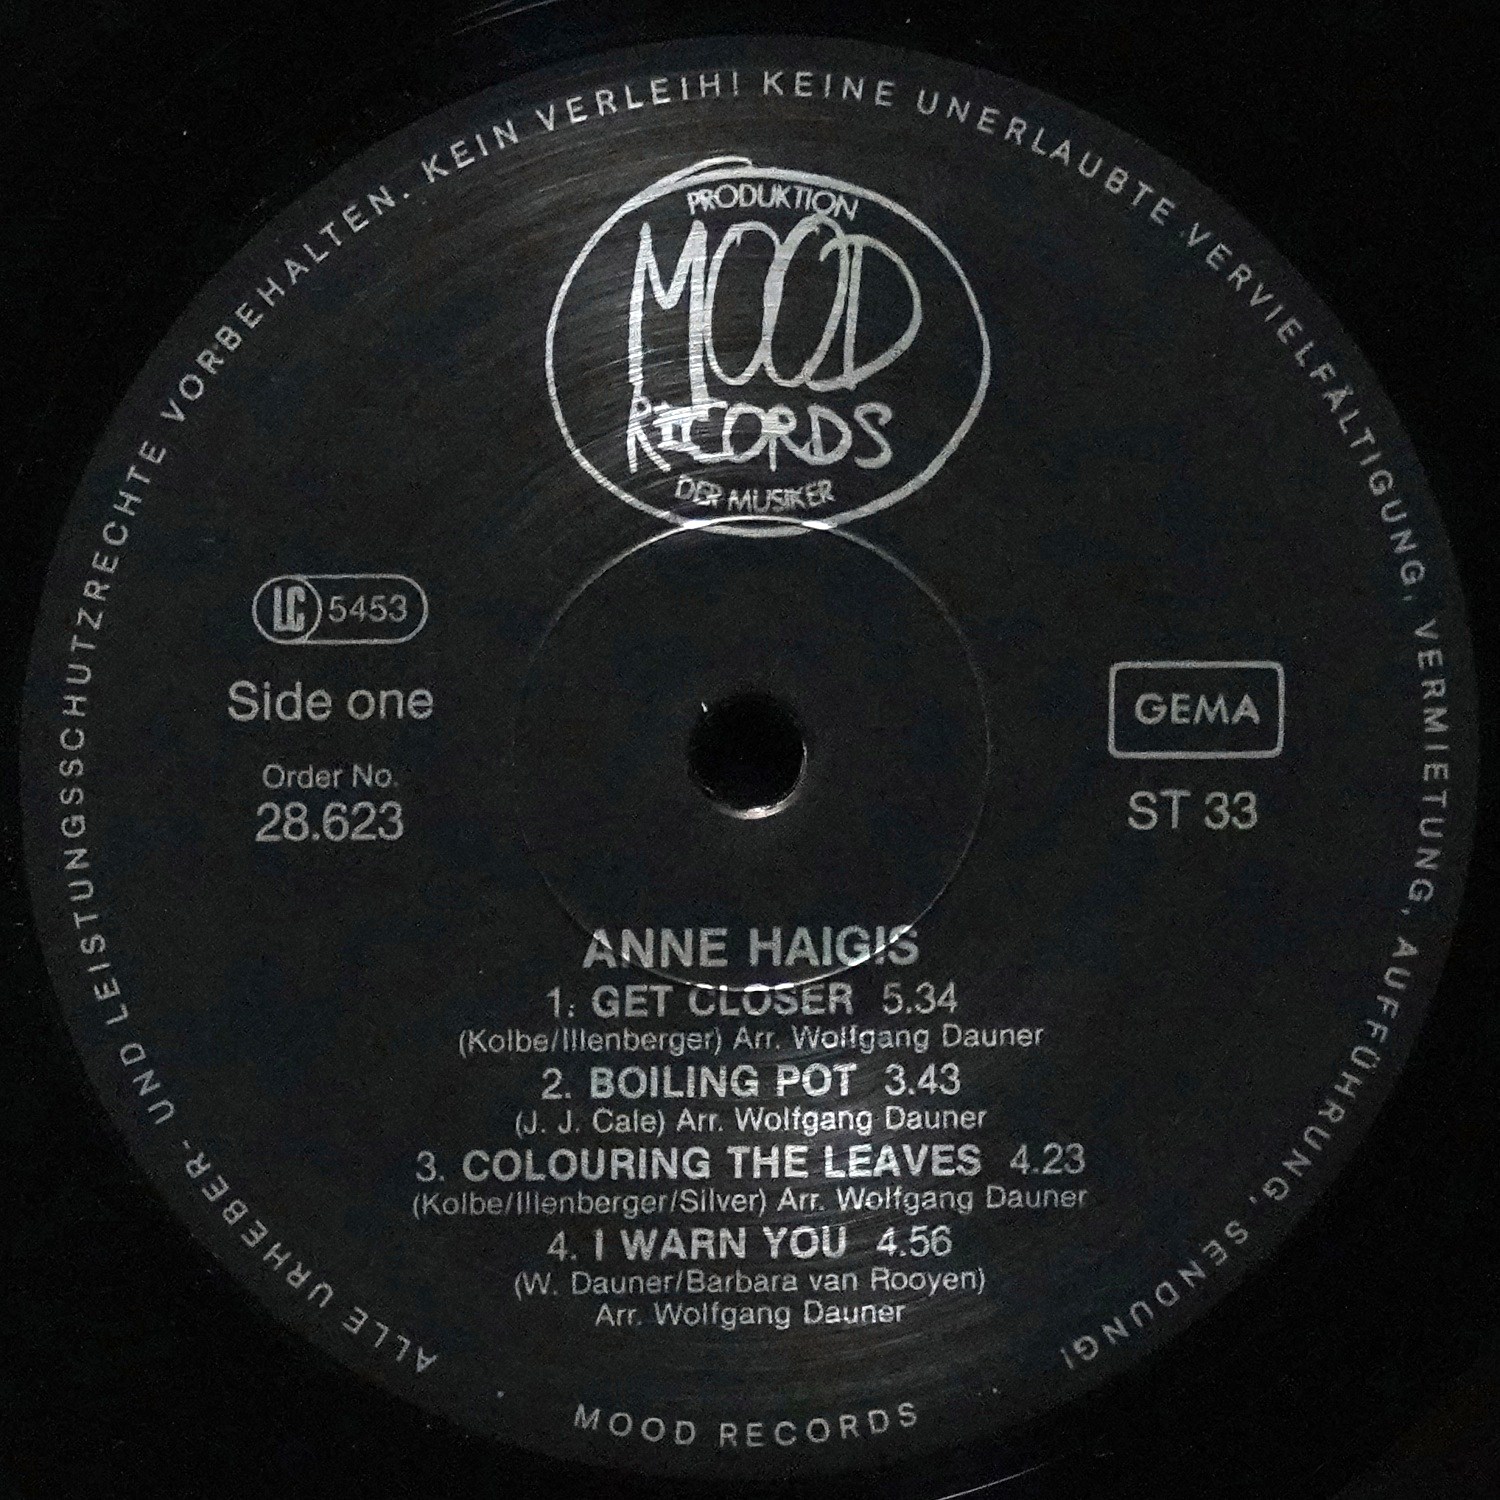 ALLE URHEBER- UND LEISTUNGSSCHUTZRECHTE VORBEHALTEN. KEIN VERLEIH! KEINE UNERLAUBTE VERVIELFÄLTIGUNG, VERMIETUNG, AUFFÜHRUNG, SENDUNG!
PRODUKTION
MOOD
RECORDS
DER MUSIKER
LC 5453
Side one
Order No.
28.623
GEMA
ST 33
ANNE HAIGIS
1. GET CLOSER 5.34
(Kolbe/Illenberger) Arr. Wolfgang Dauner
2. BOILING POT 3.43
(J. J. Cale) Arr. Wolfgang Dauner
3. COLOURING THE LEAVES 4.23
(Kolbe/Illenberger/Silver) Arr. Wolfgang Dauner
4. I WARN YOU 4.56
(W. Dauner/Barbara van Rooyen)
Arr. Wolfgang Dauner
MOOD RECORDS